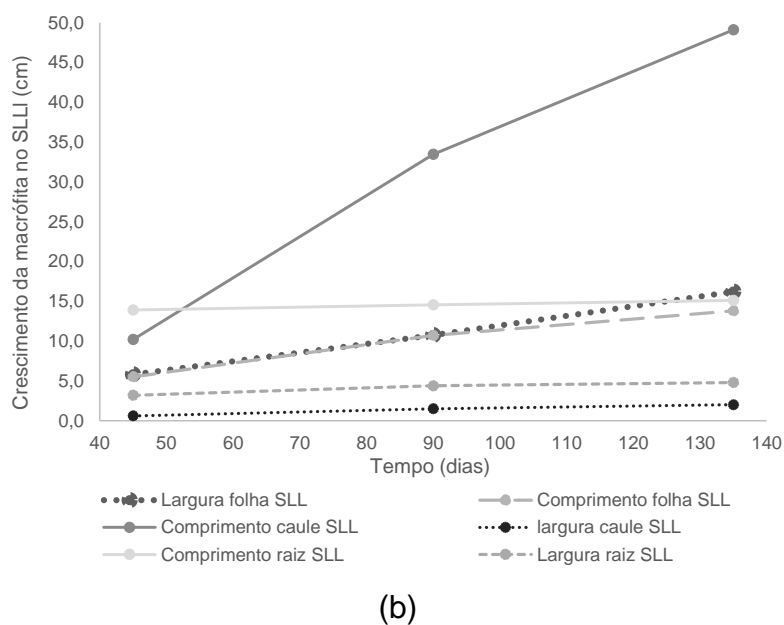 Crescimento da macrófita no SLLI (cm)
50,0
45,0
40,0
35,0
30,0
25,0
20,0
15,0
10,0
5,0
0,0
40 50 60 70 80 90 100 110 120 130 140
Tempo (dias)
Largura folha SLL Comprimento folha SLL
Comprimento caule SLL largura caule SLL
Comprimento raiz SLL Largura raiz SLL
(b)